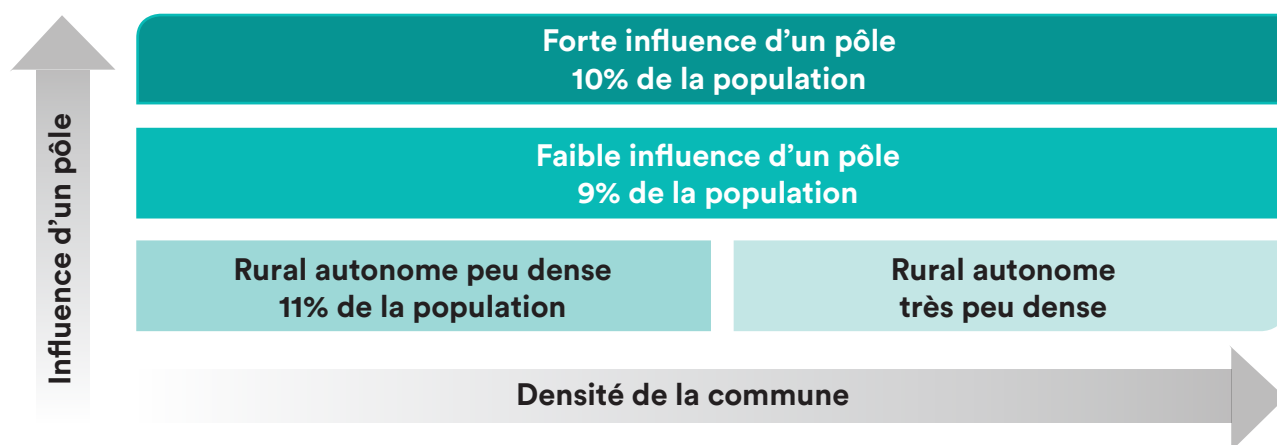 Forte influence d’un pôle
10% de la population
Faible influence d’un pôle
9% de la population
Rural autonome peu dense
11% de la population
Rural autonome
très peu dense
Influence d’un pôle
Densité de la commune